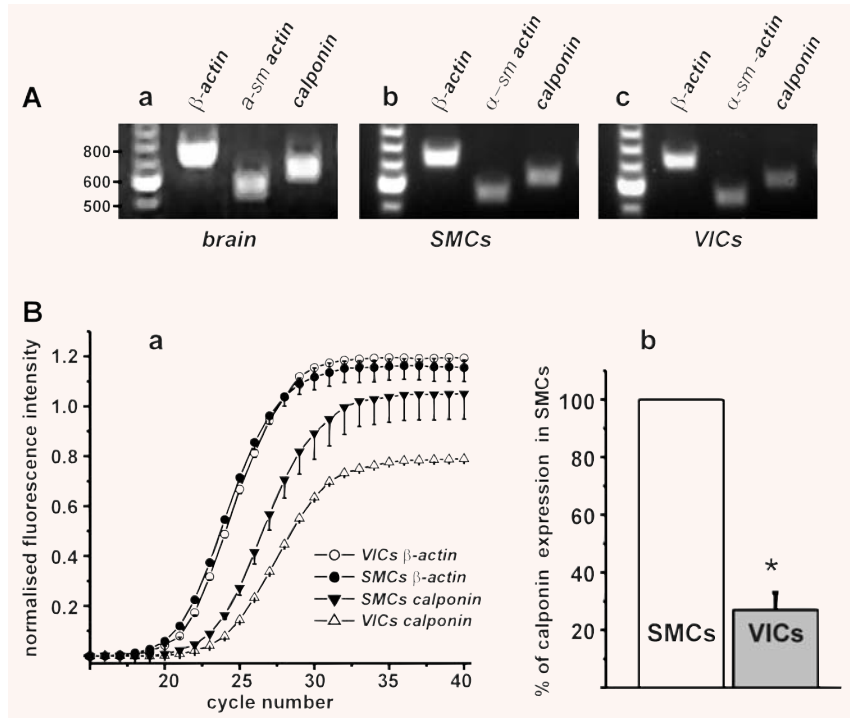 A
a
β-actin
a-sm actin
calponin
b
β-actin
α-sm actin
calponin
c
β-actin
α-sm -actin
calponin
800
600
500
brain
SMCs
VICs
B
a
normalised fluorescence intensity
1.2
1.0
0.8
0.6
0.4
0.2
VICs β-actin
SMCs β-actin
SMCs calponin
VICs calponin
20 25 30 35 40
cycle number
b
% of calponin expression in SMCs
100
80
60
40
20
*
SMCs
VICs